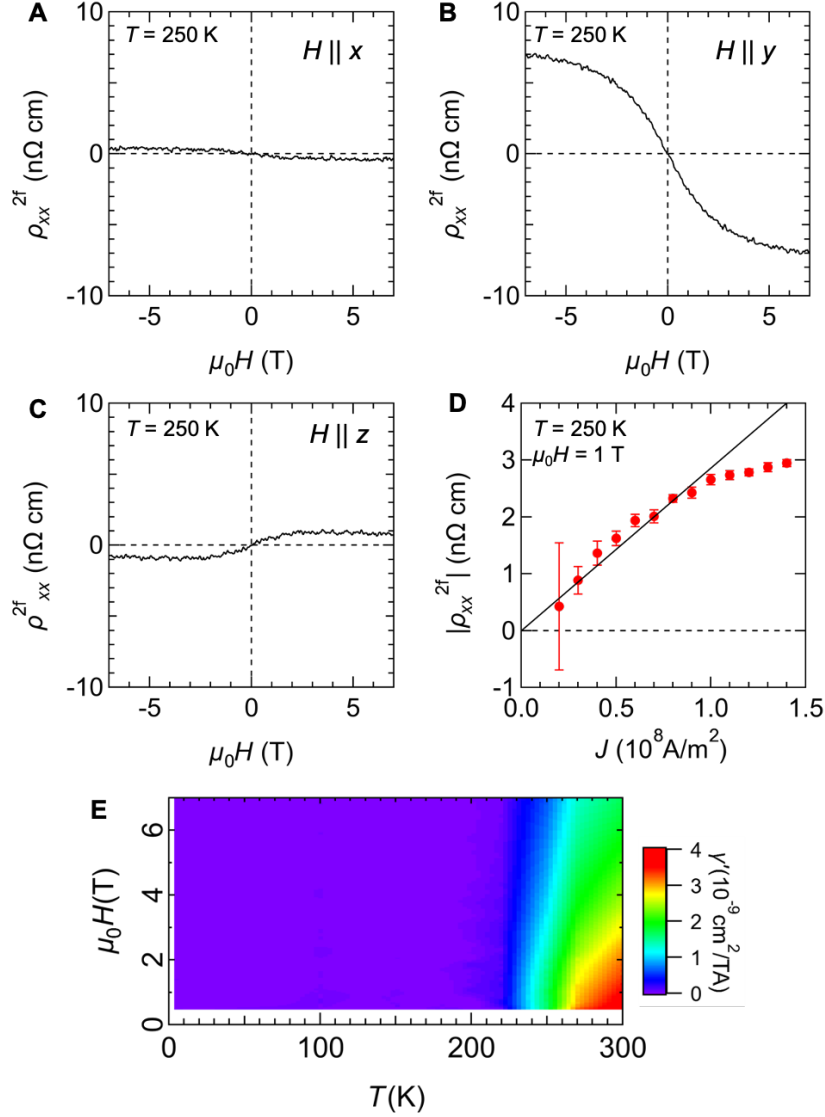 A
T = 250 K
H || x
10
0
-10
ρxx2f (nΩ cm)
-5
0
5
μ0H (T)
B
T = 250 K
H || y
10
0
-10
ρxx2f (nΩ cm)
-5
0
5
μ0H (T)
C
T = 250 K
H || z
10
0
-10
ρ2fxx (nΩ cm)
-5
0
5
μ0H (T)
D
T = 250 K
μ0H = 1 T
4
3
2
1
0
-1
|ρxx2f| (nΩ cm)
0.0
0.5
1.0
1.5
J (108A/m2)
E
6
4
2
0
μ0H(T)
0
100
200
300
T(K)
4
3
2
1
0
γ'(10-9 cm2/TA)